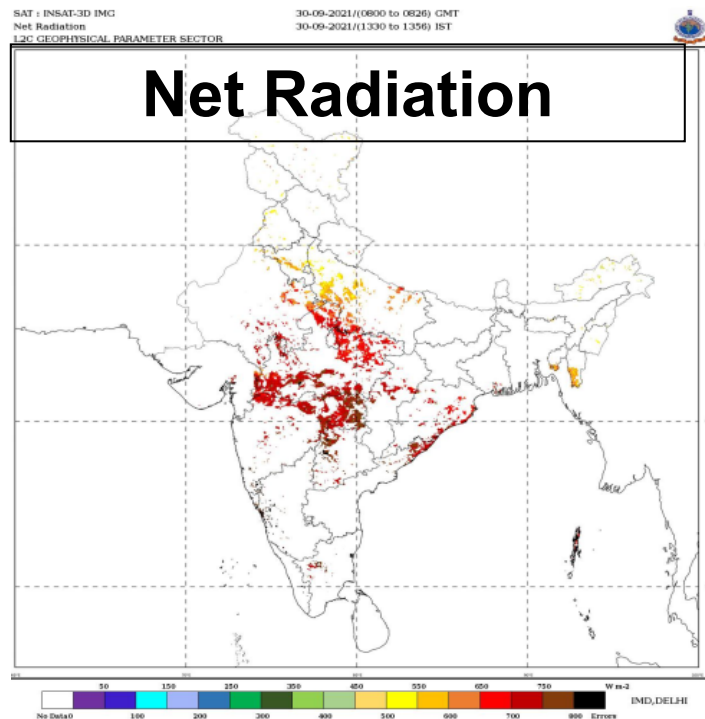 SAT : INSAT-3D IMG 30-09-2021/(0800 to 0826) GMT
Net Radiation 30-09-2021/(1330 to 1356) IST
L2C GEOPHYSICAL PARAMETER SECTOR
Net Radiation
50 150 250 350 450 550 650 750 W m-2
No Data0 100 200 300 400 500 600 700 800 Errors
IMD,DELHI